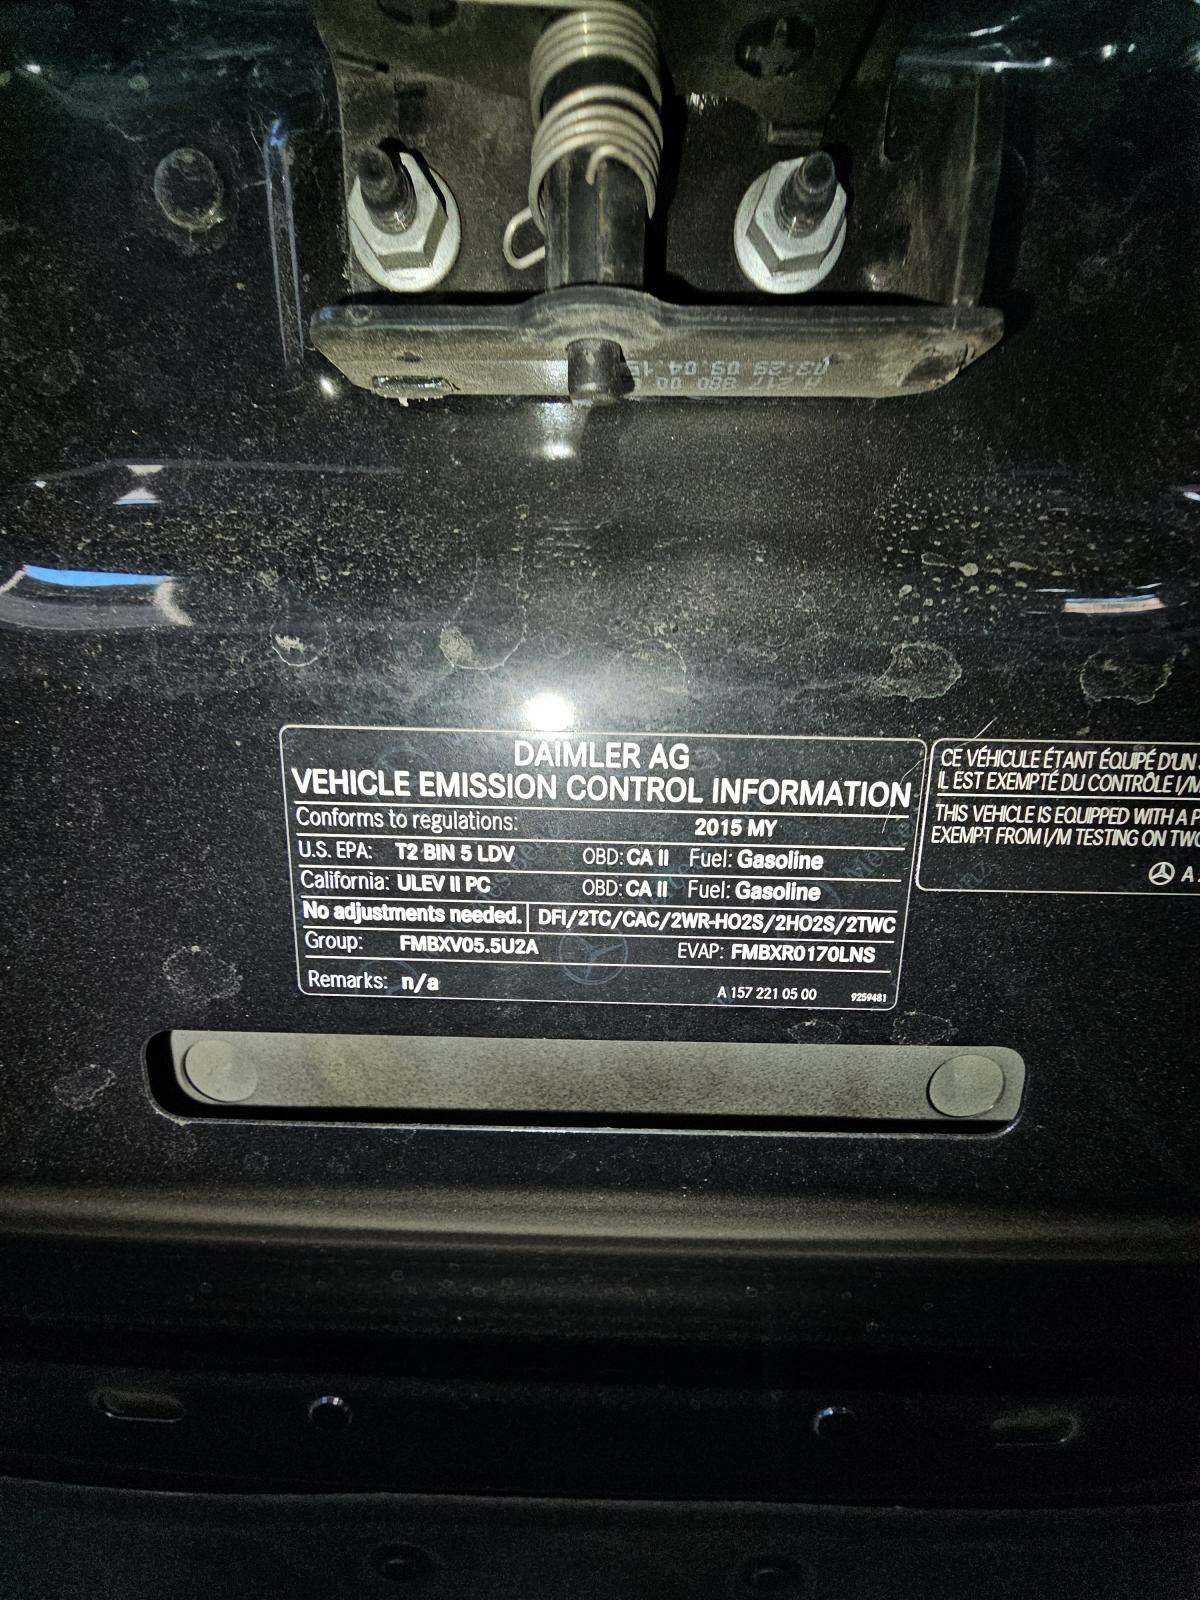 DAIMLER AG
VEHICLE EMISSION CONTROL INFORMATION
Conforms to regulations: 2015 MY
U.S. EPA: T2 BIN 5 LDV OBD: CA II Fuel: Gasoline
California: ULEV II PC OBD: CA II Fuel: Gasoline
No adjustments needed. DFI/2TC/CAC/2WR-HO2S/2HO2S/2TWC
Group: FMBXV05.5U2A EVAP: FMBXR0170LNS
Remarks: n/a A 157 221 05 00 9259481
CE VÉHICULE ÉTANT ÉQUIPÉ D'UN
IL EST EXEMPTÉ DU CONTRÔLE I/M
THIS VEHICLE IS EQUIPPED WITH A
EXEMPT FROM I/M TESTING ON
A